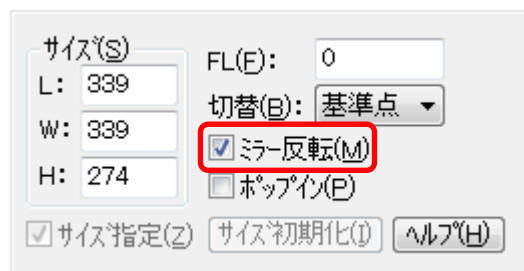 サイズ(S)
L: 339
W: 339
H: 274
FL(F): 0
切替(B): 基準点
ミラー反転(M)
ポップイン(P)
サイズ指定(Z) サイズ初期化(I) ヘルプ(H)